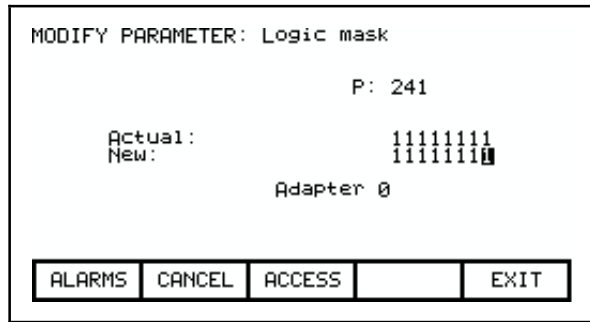 MODIFY PARAMETER: Logic mask
P: 241
Actual: 11111111
New: 11111111
Adapter 0
ALARMS CANCEL ACCESS EXIT